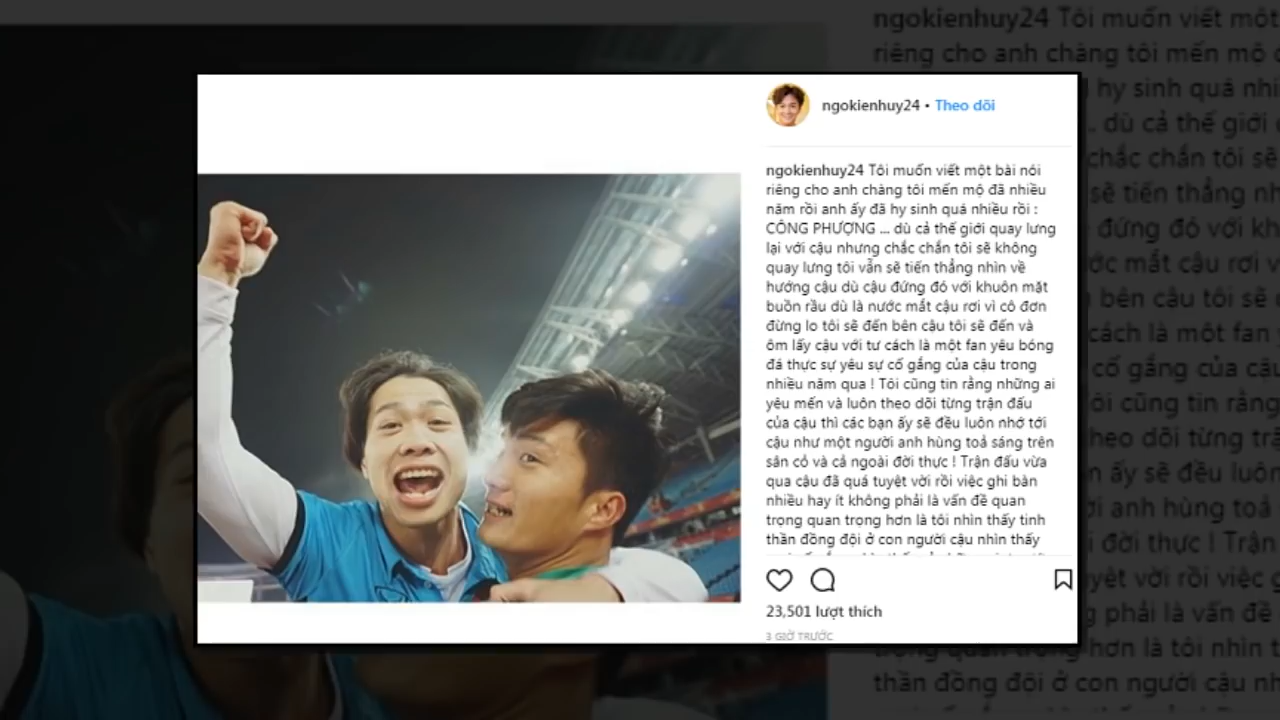 ngokienhuy24 • Theo dõi
ngokienhuy24 Tôi muốn viết một bài nói
riêng cho anh chàng tôi mến mộ đã nhiều
năm rồi anh ấy đã hy sinh quá nhiều rồi :
CÔNG PHƯỢNG ... dù cả thế giới quay lưng
lại với cậu nhưng chắc chắn tôi sẽ không
quay lưng tôi vẫn sẽ tiến thẳng nhìn về
hướng cậu dù cậu đứng đó với khuôn mặt
buồn rầu dù là nước mắt cậu rơi vì cô đơn
đừng lo tôi sẽ đến bên cậu tôi sẽ đến và
ôm lấy cậu với tư cách là một fan yêu bóng
đá thực sự yêu sự cố gắng của cậu trong
nhiều năm qua ! Tôi cũng tin rằng những ai
yêu mến và luôn theo dõi từng trận đấu
của cậu thì các bạn ấy sẽ đều luôn nhớ tới
cậu như một người anh hùng toả sáng trên
sân cỏ và cả ngoài đời thực ! Trận đấu vừa
qua cậu đã quá tuyệt vời rồi việc ghi bàn
nhiều hay ít không phải là vấn đề quan
trọng quan trọng hơn là tôi nhìn thấy tinh
thần đồng đội ở con người cậu nhìn thấy
23,501 lượt thích
3 GIỜ TRƯỚC